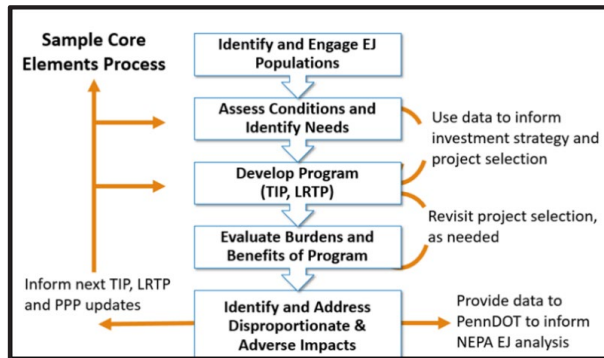 Sample Core
Elements Process
Identify and Engage EJ
Populations
Assess Conditions and
Identify Needs
Use data to inform
investment strategy and
project selection
Develop Program
(TIP, LRTP)
Revisit project selection,
as needed
Evaluate Burdens and
Benefits of Program
Inform next TIP, LRTP
and PPP updates
Identify and Address
Disproportionate &
Adverse Impacts
Provide data to
PennDOT to inform
NEPA EJ analysis